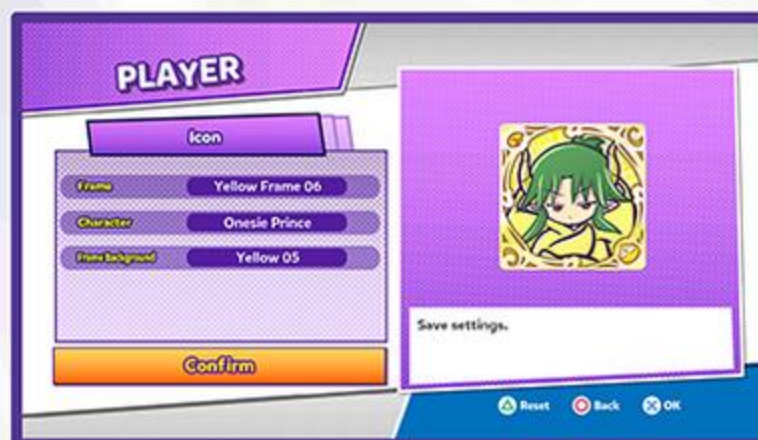 PLAYER
Icon
Frame Yellow Frame 06
Character Onesie Prince
Frame Background Yellow 05
Confirm
Save settings.
Reset Back OK